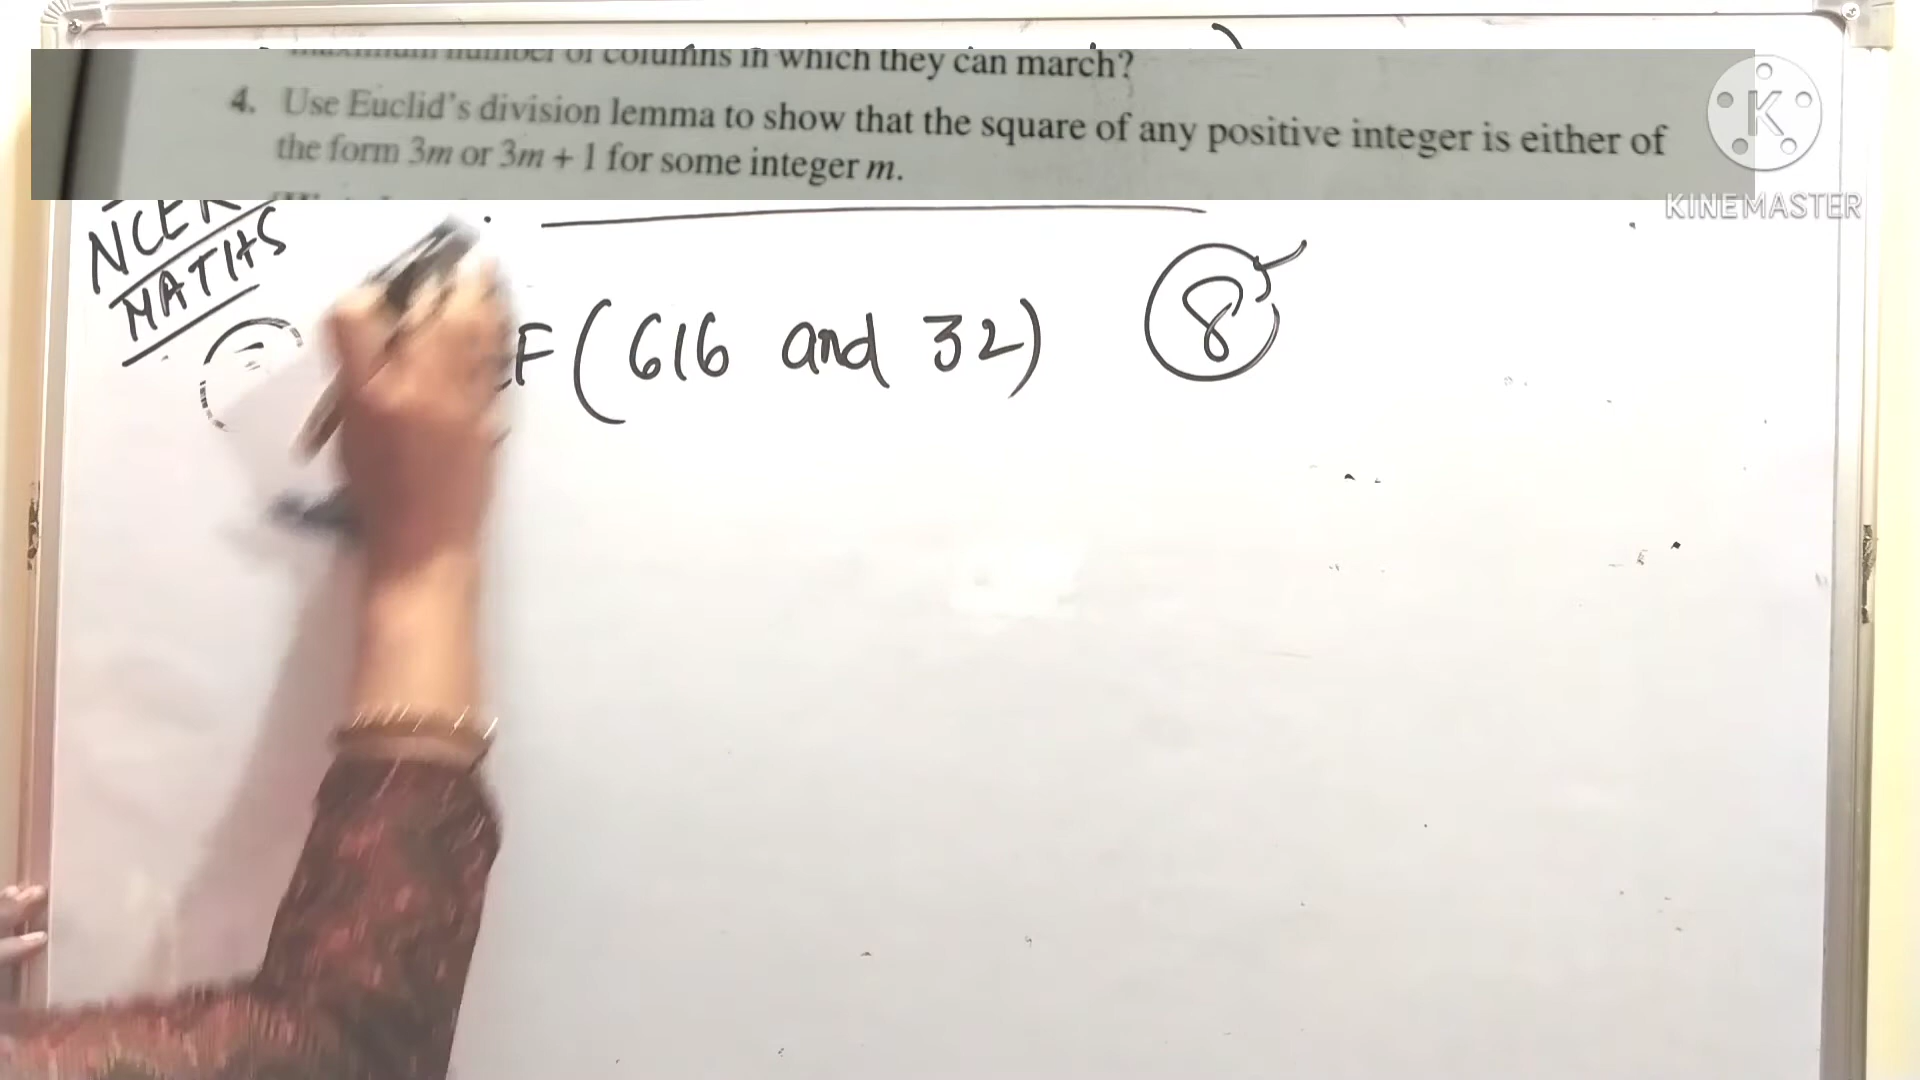 number of columns in which they can march?
4. Use Euclid's division lemma to show that the square of any positive integer is either of
the form 3m or 3m + 1 for some integer m.
K
KINEMASTER
NCER
MATHS
F (616 and 32) 8